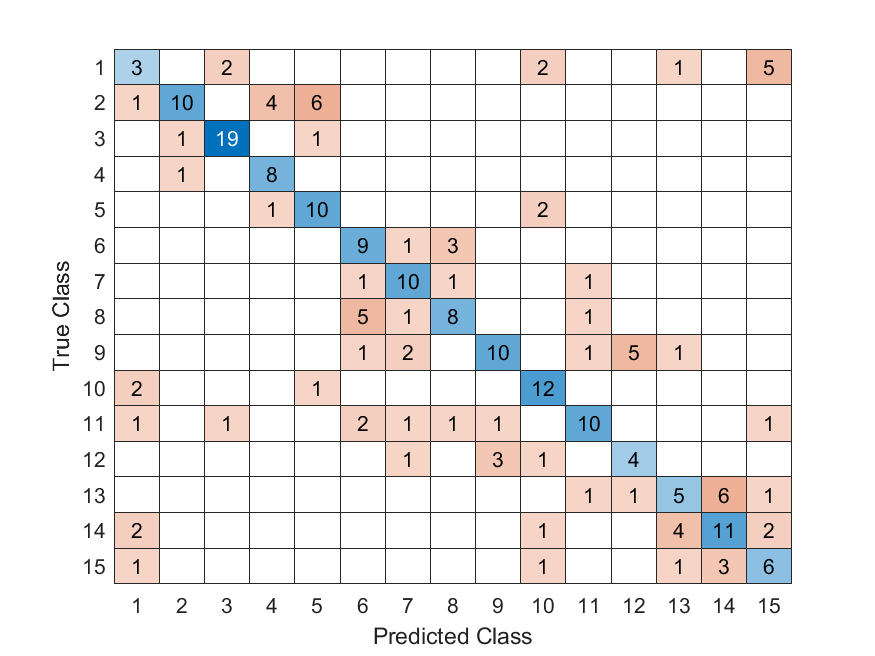 1 3 2 2 1 5
2 1 10 4 6
3 1 19 1
4 1 8
5 1 10 2
6 9 1 3
7 1 10 1 1
8 5 1 8 1
9 1 2 10 1 5 1
10 2 1 12
11 1 1 2 1 1 1 10 1
12 1 3 1 4
13 1 1 5 6 1
14 2 1 4 11 2
15 1 1 1 3 6
True Class
1 2 3 4 5 6 7 8 9 10 11 12 13 14 15
Predicted Class